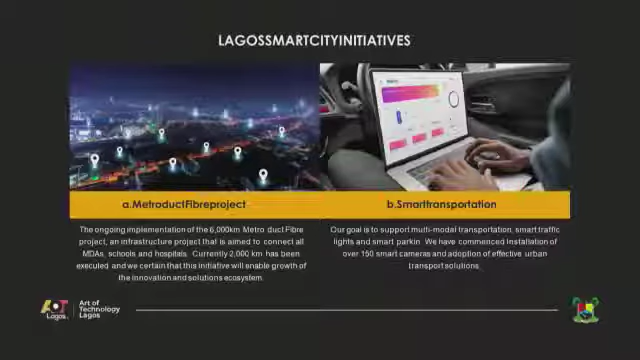 LAGOSSMARTCITYINITIATIVES
a.MetroductFibreproject
b.Smarttransportation
The ongoing implementation of the 6,000km Metro duct Fibre
project, an infrastructure project that is aimed to connect all
MDAs, schools and hospitals. Currently 2,000 km has been
executed and we certain that this initiative will enable growth of
the innovation and solutions ecosystem.
Our goal is to support multi-modal transportation, smart traffic
lights and smart parkin. We have commenced installation of
over 150 smart cameras and adoption of effective urban
transport solutions.
AOT
Lagos
Art of
Technology
Lagos